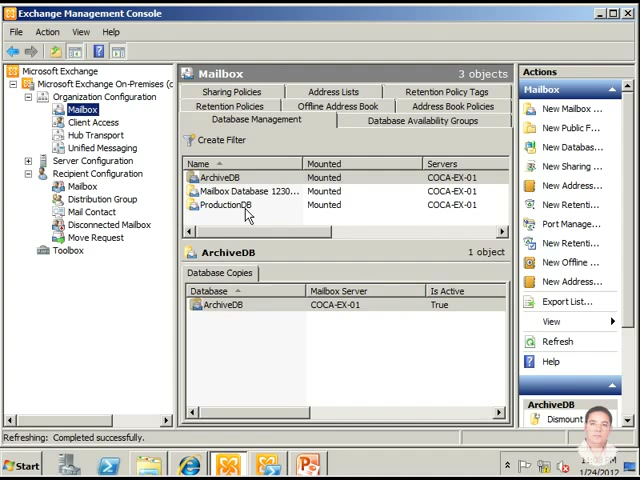 Exchange Management Console
File Action View Help
Microsoft Exchange
Microsoft Exchange On-Premises (c
Organization Configuration
Mailbox
Client Access
Hub Transport
Unified Messaging
Server Configuration
Recipient Configuration
Mailbox
Distribution Group
Mail Contact
Disconnected Mailbox
Move Request
Toolbox
Mailbox 3 objects
Sharing Policies Address Lists Retention Policy Tags
Retention Policies Offline Address Book Address Book Policies
Database Management Database Availability Groups
Create Filter
Name Mounted Servers
ArchiveDB Mounted COCA-EX-01
Mailbox Database 1230... Mounted COCA-EX-01
ProductionDB Mounted COCA-EX-01
ArchiveDB 1 object
Database Copies
Database Mailbox Server Is Active
ArchiveDB COCA-EX-01 True
Actions
Mailbox
New Mailbox ...
New Public F...
New Databas...
New Sharing ...
New Address...
New Retenti...
Port Manage...
New Retenti...
New Offline ...
New Address...
Export List...
View
Refresh
Help
ArchiveDB
Dismount
Refreshing: Completed successfully.
Start
1/24/2012